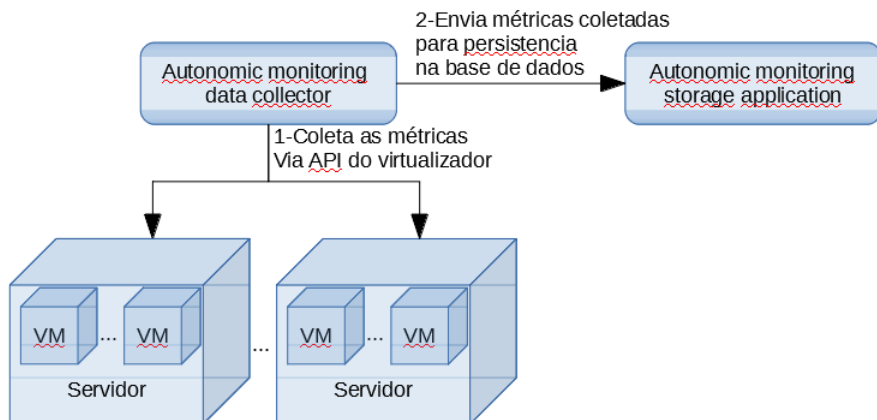 2-Envia métricas coletadas
para persistencia
na base de dados
Autonomic monitoring
data collector
Autonomic monitoring
storage application
1-Coleta as métricas
Via API do virtualizador
VM ... VM
... 
VM ... VM
Servidor
Servidor